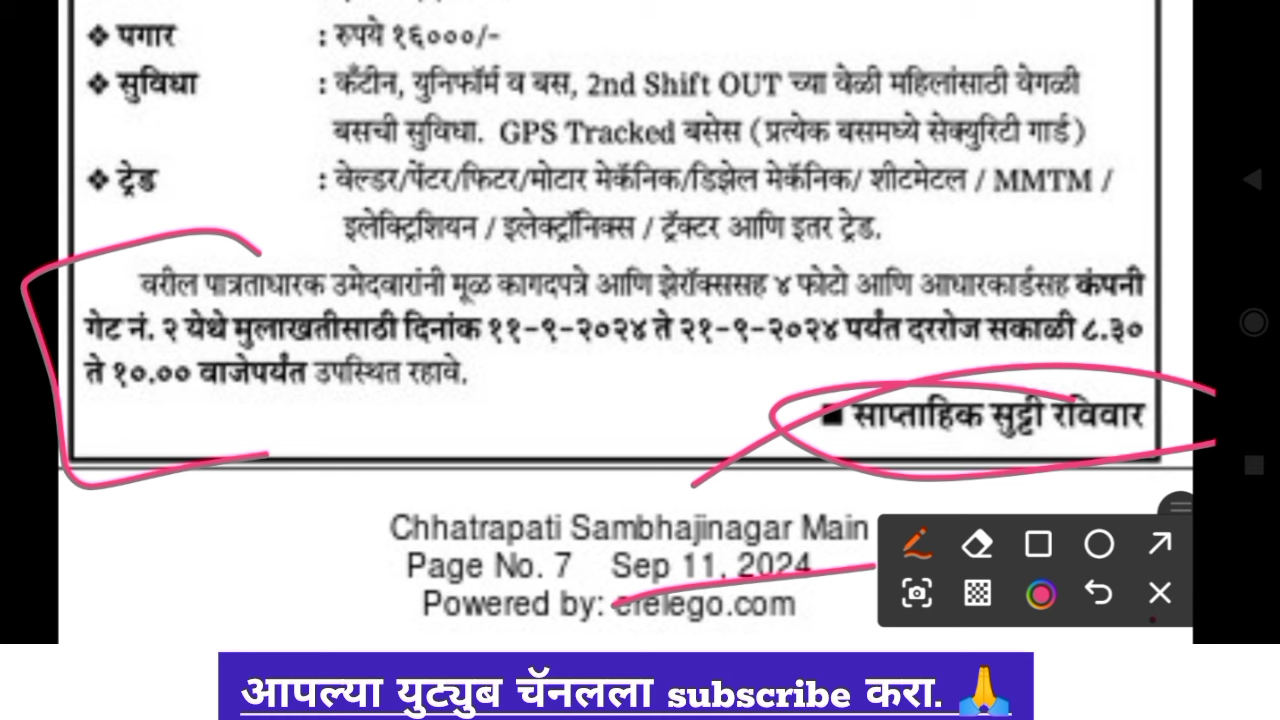 ❖ पगार : रुपये १६०००/-
❖ सुविधा : कँटीन, युनिफॉर्म व बस, 2nd Shift OUT च्या वेळी महिलांसाठी वेगळी
बसची सुविधा. GPS Tracked बसेस (प्रत्येक बसमध्ये सेक्युरिटी गार्ड)
❖ ट्रेड : वेल्डर/पेंटर/फिटर/मोटार मेकॅनिक/डिझेल मेकॅनिक/ शीटमेटल / MMTM /
इलेक्ट्रिशियन / इलेक्ट्रॉनिक्स / ट्रॅक्टर आणि इतर ट्रेड.
वरील पात्रताधारक उमेदवारांनी मूळ कागदपत्रे आणि झेरॉक्ससह ४ फोटो आणि आधारकार्डसह कंपनी
गेट नं. २ येथे मुलाखतीसाठी दिनांक ११-९-२०२४ ते २१-९-२०२४ पर्यंत दररोज सकाळी ८.३०
ते १०.०० वाजेपर्यंत उपस्थित रहावे.
■ साप्ताहिक सुट्टी रविवार
Chhatrapati Sambhajinagar Main
Page No. 7 Sep 11, 2024
Powered by: erelego.com
आपल्या युट्युब चॅनलला subscribe करा. 🙏